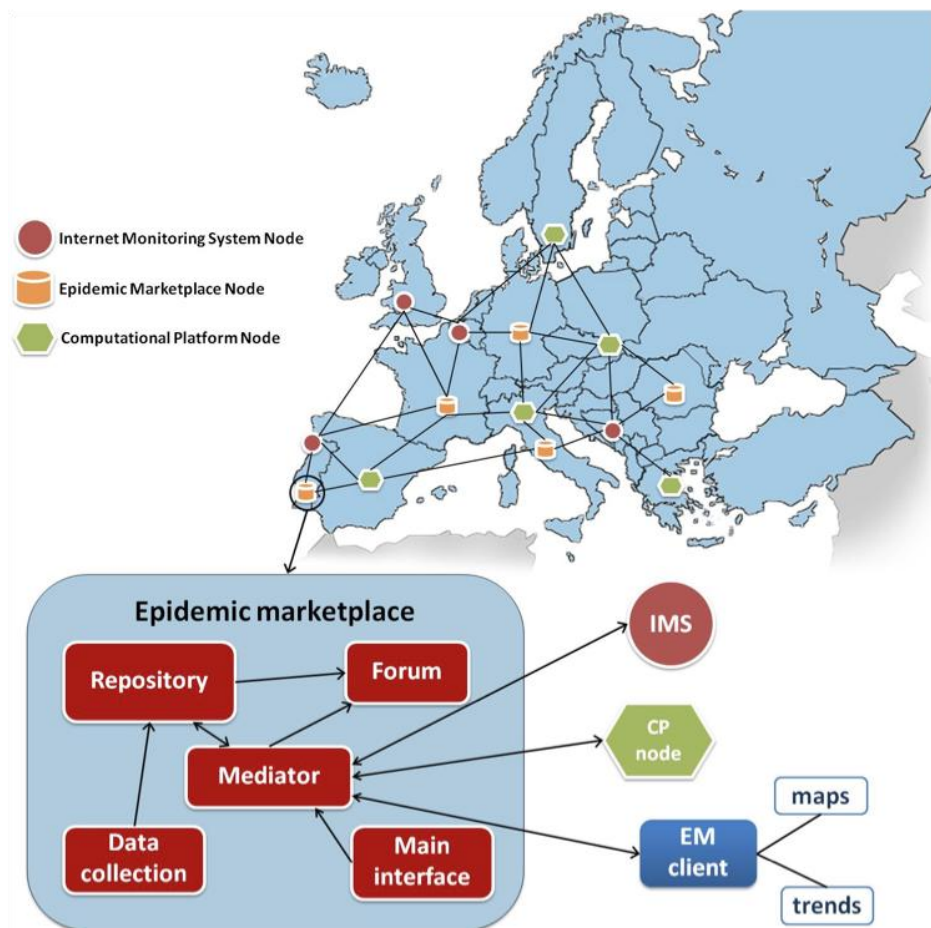 Internet Monitoring System Node
Epidemic Marketplace Node
Computational Platform Node
Epidemic marketplace
Repository
Forum
Mediator
Data
collection
Main
interface
IMS
CP
node
EM
client
maps
trends